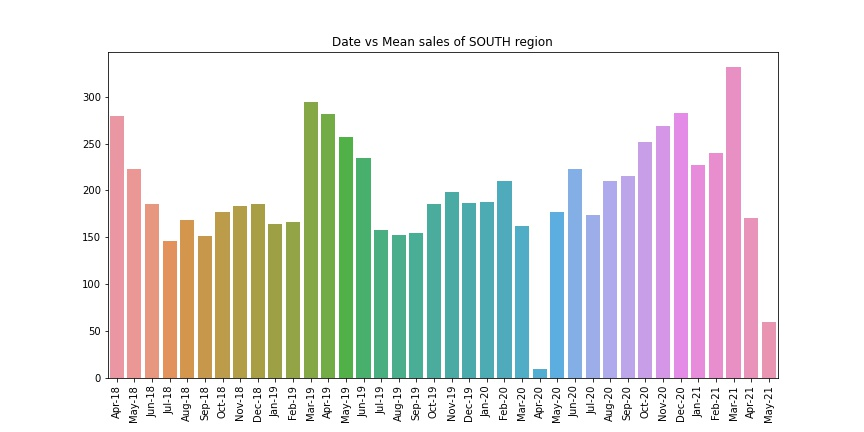 Date vs Mean sales of SOUTH region
300
250
200
150
100
50
0
Apr-18
May-18
Jun-18
Jul-18
Aug-18
Sep-18
Oct-18
Nov-18
Dec-18
Jan-19
Feb-19
Mar-19
Apr-19
May-19
Jun-19
Jul-19
Aug-19
Sep-19
Oct-19
Nov-19
Dec-19
Jan-20
Feb-20
Mar-20
Apr-20
May-20
Jun-20
Jul-20
Aug-20
Sep-20
Oct-20
Nov-20
Dec-20
Jan-21
Feb-21
Mar-21
Apr-21
May-21